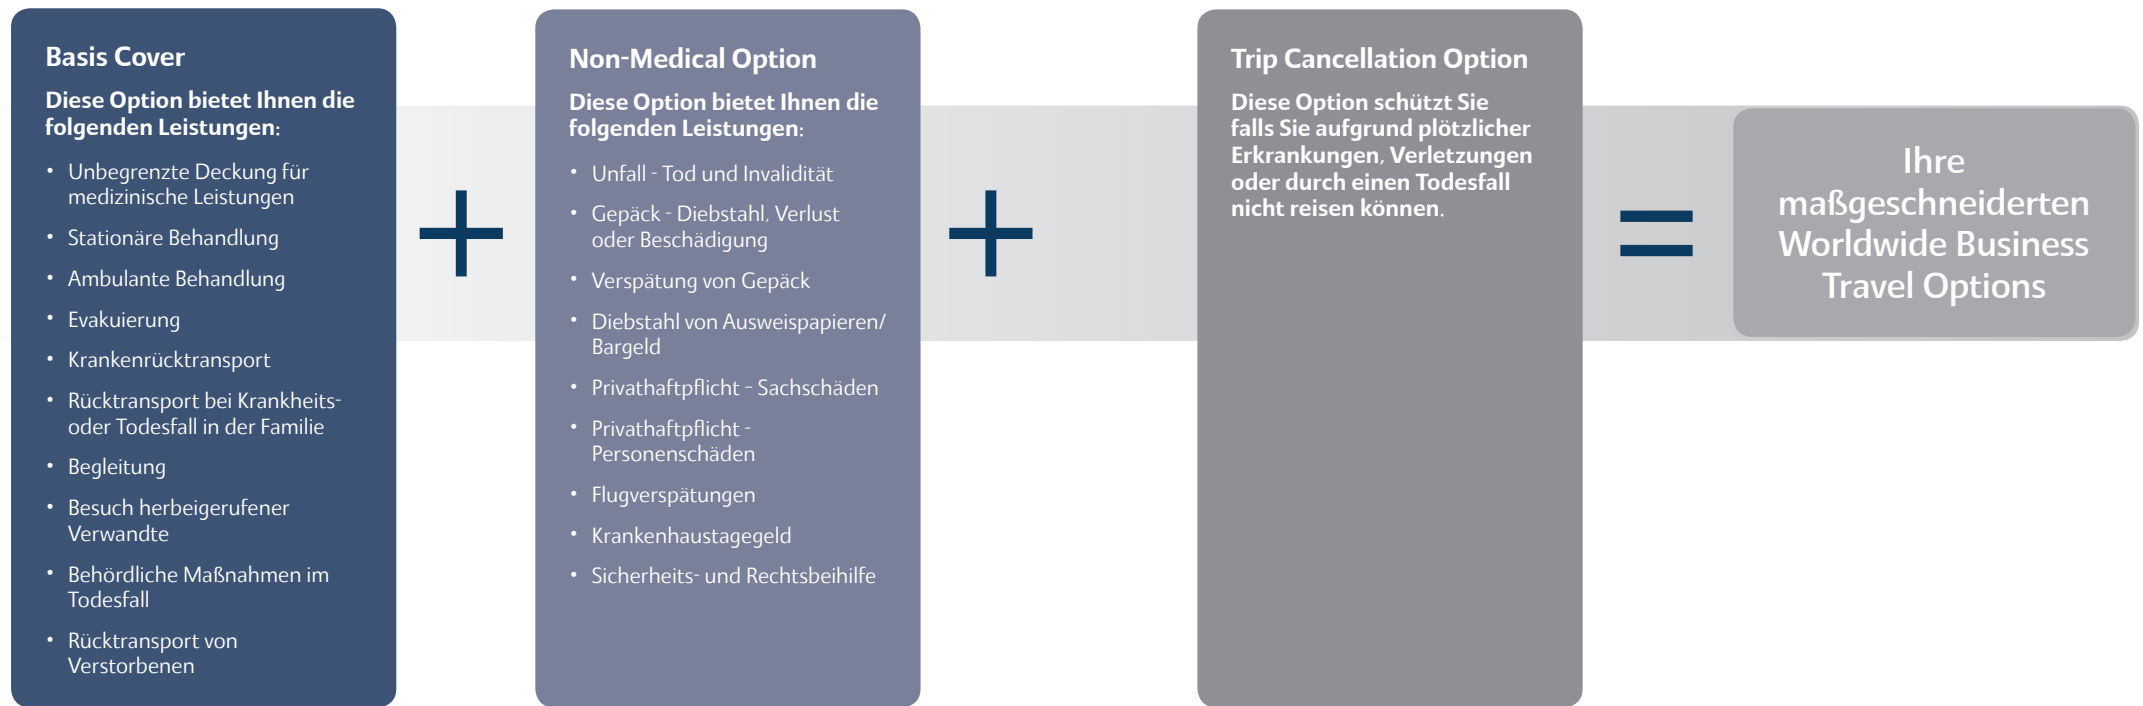 Basis Cover
Diese Option bietet Ihnen die
folgenden Leistungen:
• Unbegrenzte Deckung für
medizinische Leistungen
• Stationäre Behandlung
• Ambulante Behandlung
• Evakuierung
• Krankenrücktransport
• Rücktransport bei Krankheits-
oder Todesfall in der Familie
• Begleitung
• Besuch herbeigerufener
Verwandte
• Behördliche Maßnahmen im
Todesfall
• Rücktransport von
Verstorbenen
+
Non-Medical Option
Diese Option bietet Ihnen die
folgenden Leistungen:
• Unfall - Tod und Invalidität
• Gepäck - Diebstahl, Verlust
oder Beschädigung
• Verspätung von Gepäck
• Diebstahl von Ausweispapieren/
Bargeld
• Privathaftpflicht – Sachschäden
• Privathaftpflicht -
Personenschäden
• Flugverspätungen
• Krankenhaustagegeld
• Sicherheits- und Rechtsbeihilfe
+
Trip Cancellation Option
Diese Option schützt Sie
falls Sie aufgrund plötzlicher
Erkrankungen, Verletzungen
oder durch einen Todesfall
nicht reisen können.
=
Ihre
maßgeschneiderten
Worldwide Business
Travel Options